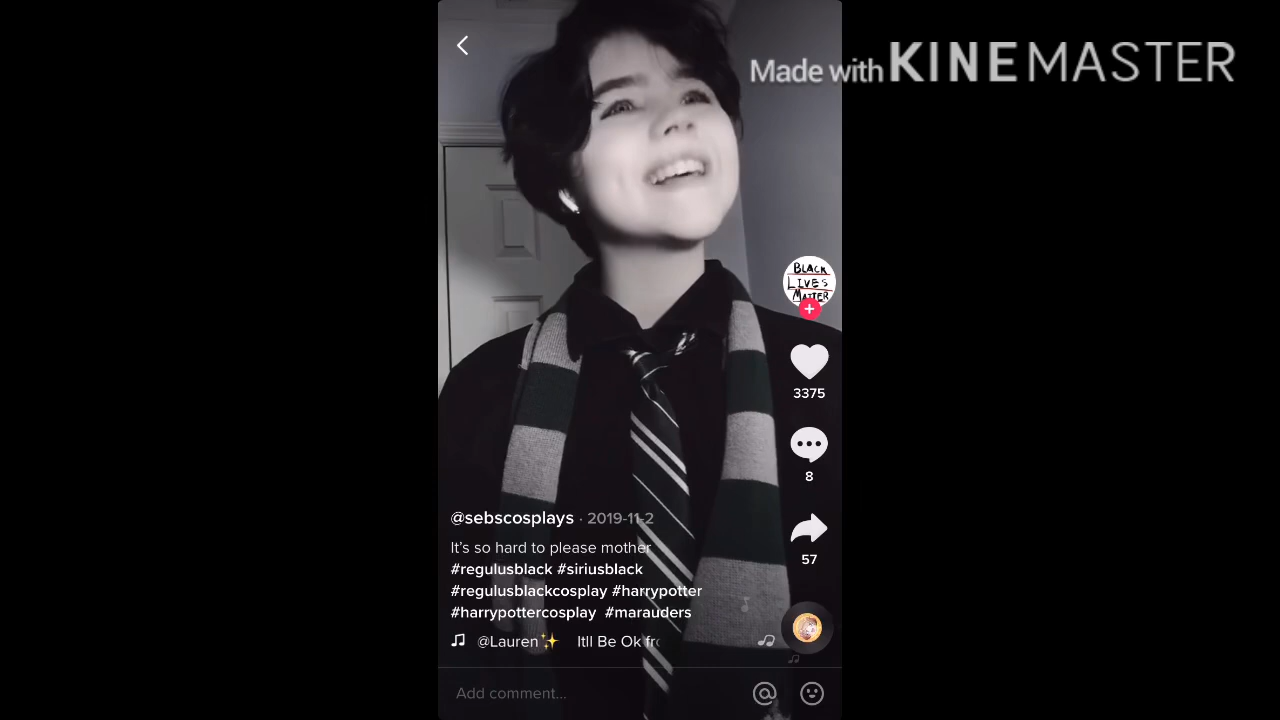 Made with KINEMASTER
BLACK
LIVES
MATTER
3375
8
@sebscosplays · 2019-11-2
It's so hard to please mother
#regulusblack #siriusblack
57
#regulusblackcosplay #harrypotter
#harrypottercosplay #marauders
@Lauren✨ Itll Be Ok fr
Add comment...